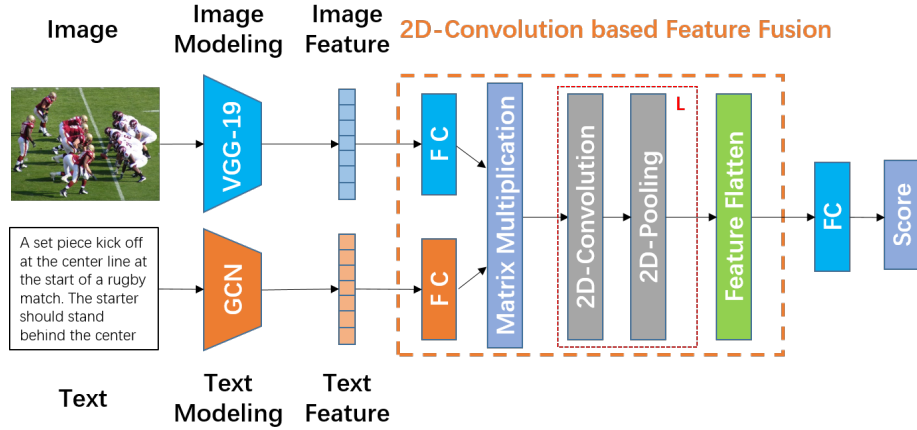 Image
Image
Modeling
Image
Feature
2D-Convolution based Feature Fusion
VGG-19
F C
Matrix Multiplication
2D-Convolution
2D-Pooling
L
Feature Flatten
FC
Score
A set piece kick off
at the center line at
the start of a rugby
match. The starter
should stand
behind the center
GCN
F C
Text
Text
Modeling
Text
Feature